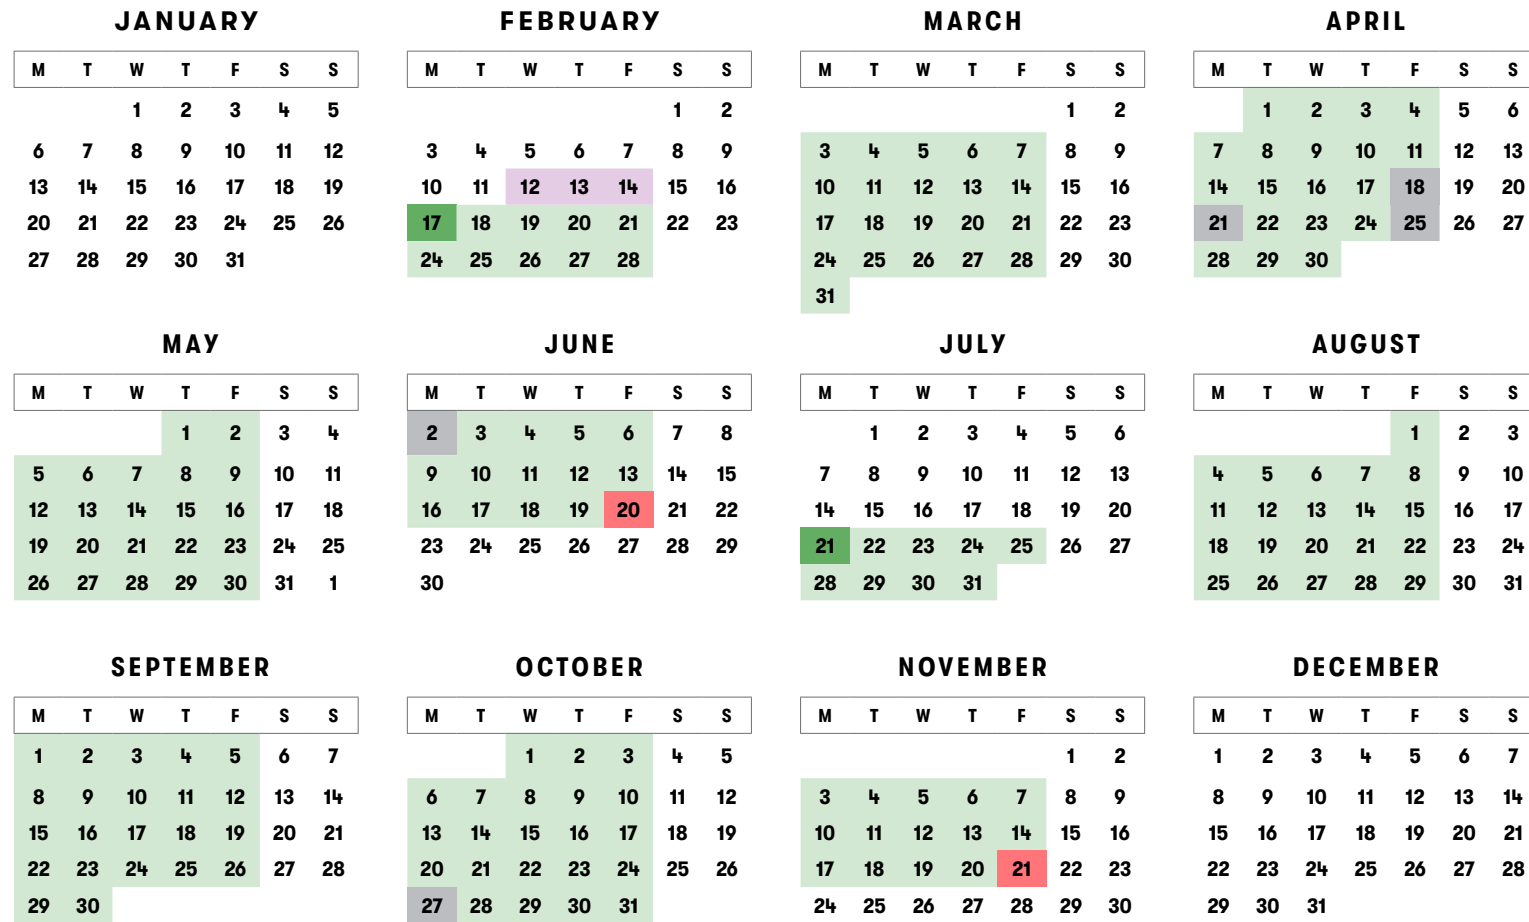 JANUARY FEBRUARY MARCH APRIL
M T W T F S S M T W T F S S M T W T F S S M T W T F S S
1 2 3 4 5 1 2 1 2 1 2 3 4 5 6
6 7 8 9 10 11 12 3 4 5 6 7 8 9 3 4 5 6 7 8 9 7 8 9 10 11 12 13
13 14 15 16 17 18 19 10 11 12 13 14 15 16 10 11 12 13 14 15 16 14 15 16 17 18 19 20
20 21 22 23 24 25 26 17 18 19 20 21 22 23 17 18 19 20 21 22 23 21 22 23 24 25 26 27
27 28 29 30 31 24 25 26 27 28 24 25 26 27 28 29 30 28 29 30
31
MAY JUNE JULY AUGUST
M T W T F S S M T W T F S S M T W T F S S M T W T F S S
1 2 3 4 2 3 4 5 6 7 8 1 2 3 4 5 6 1 2 3
5 6 7 8 9 10 11 9 10 11 12 13 14 15 7 8 9 10 11 12 13 4 5 6 7 8 9 10
12 13 14 15 16 17 18 16 17 18 19 20 21 22 14 15 16 17 18 19 20 11 12 13 14 15 16 17
19 20 21 22 23 24 25 23 24 25 26 27 28 29 21 22 23 24 25 26 27 18 19 20 21 22 23 24
26 27 28 29 30 31 1 30 28 29 30 31 25 26 27 28 29 30 31
SEPTEMBER OCTOBER NOVEMBER DECEMBER
M T W T F S S M T W T F S S M T W T F S S M T W T F S S
1 2 3 4 5 6 7 1 2 3 4 5 1 2 1 2 3 4 5 6 7
8 9 10 11 12 13 14 6 7 8 9 10 11 12 3 4 5 6 7 8 9 8 9 10 11 12 13 14
15 16 17 18 19 20 21 13 14 15 16 17 18 19 10 11 12 13 14 15 16 15 16 17 18 19 20 21
22 23 24 25 26 27 28 20 21 22 23 24 25 26 17 18 19 20 21 22 23 22 23 24 25 26 27 28
29 30 27 28 29 30 31 24 25 26 27 28 29 30 29 30 31